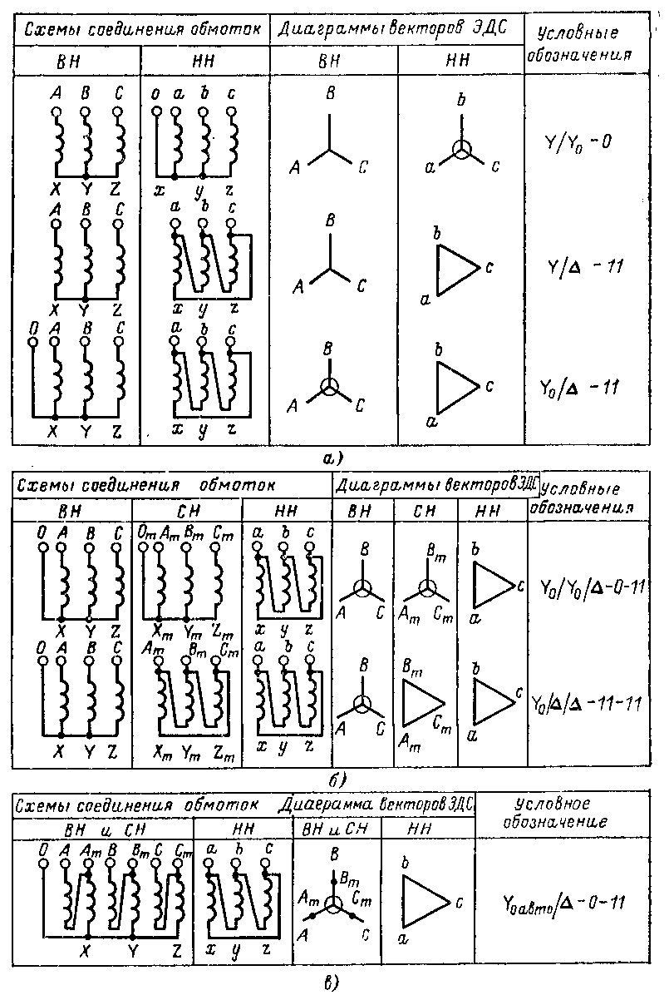 Схемы соединения обмоток Диаграммы векторов ЭДС Условные обозначения
ВН НН ВН НН
A B C 0 a b c B b
A C a c Y/Y₀ -0
X Y Z x y z
A B C a b c B b
A C a c Y/Δ -11
X Y Z x y z
0 A B C a b c B b
A C a c Y₀/Δ -11
X Y Z x y z
а)
Схемы соединения обмоток Диаграммы векторов ЭДС Условные обозначения
ВН СН НН ВН СН НН
0 A B C 0m Am Bm Cm a b c B Bm b
A C Am Cm a c Y₀/Y₀/Δ-0-11
X Y Z Xm Ym Zm x y z
0 A B C Am Bm Cm a b c B Bm b
A C Am Cm a c Y₀/Δ/Δ -11-11
X Y Z Xm Ym Zm x y z
б)
Схемы соединения обмоток Диаграмма векторов ЭДС Условное обозначение
ВН и СН НН ВН и СН НН
0 A Am B Bm C Cm a b c B b
Bm Am Cm A C a c Y₀авто/Δ-0-11
X Y Z x y z
в)